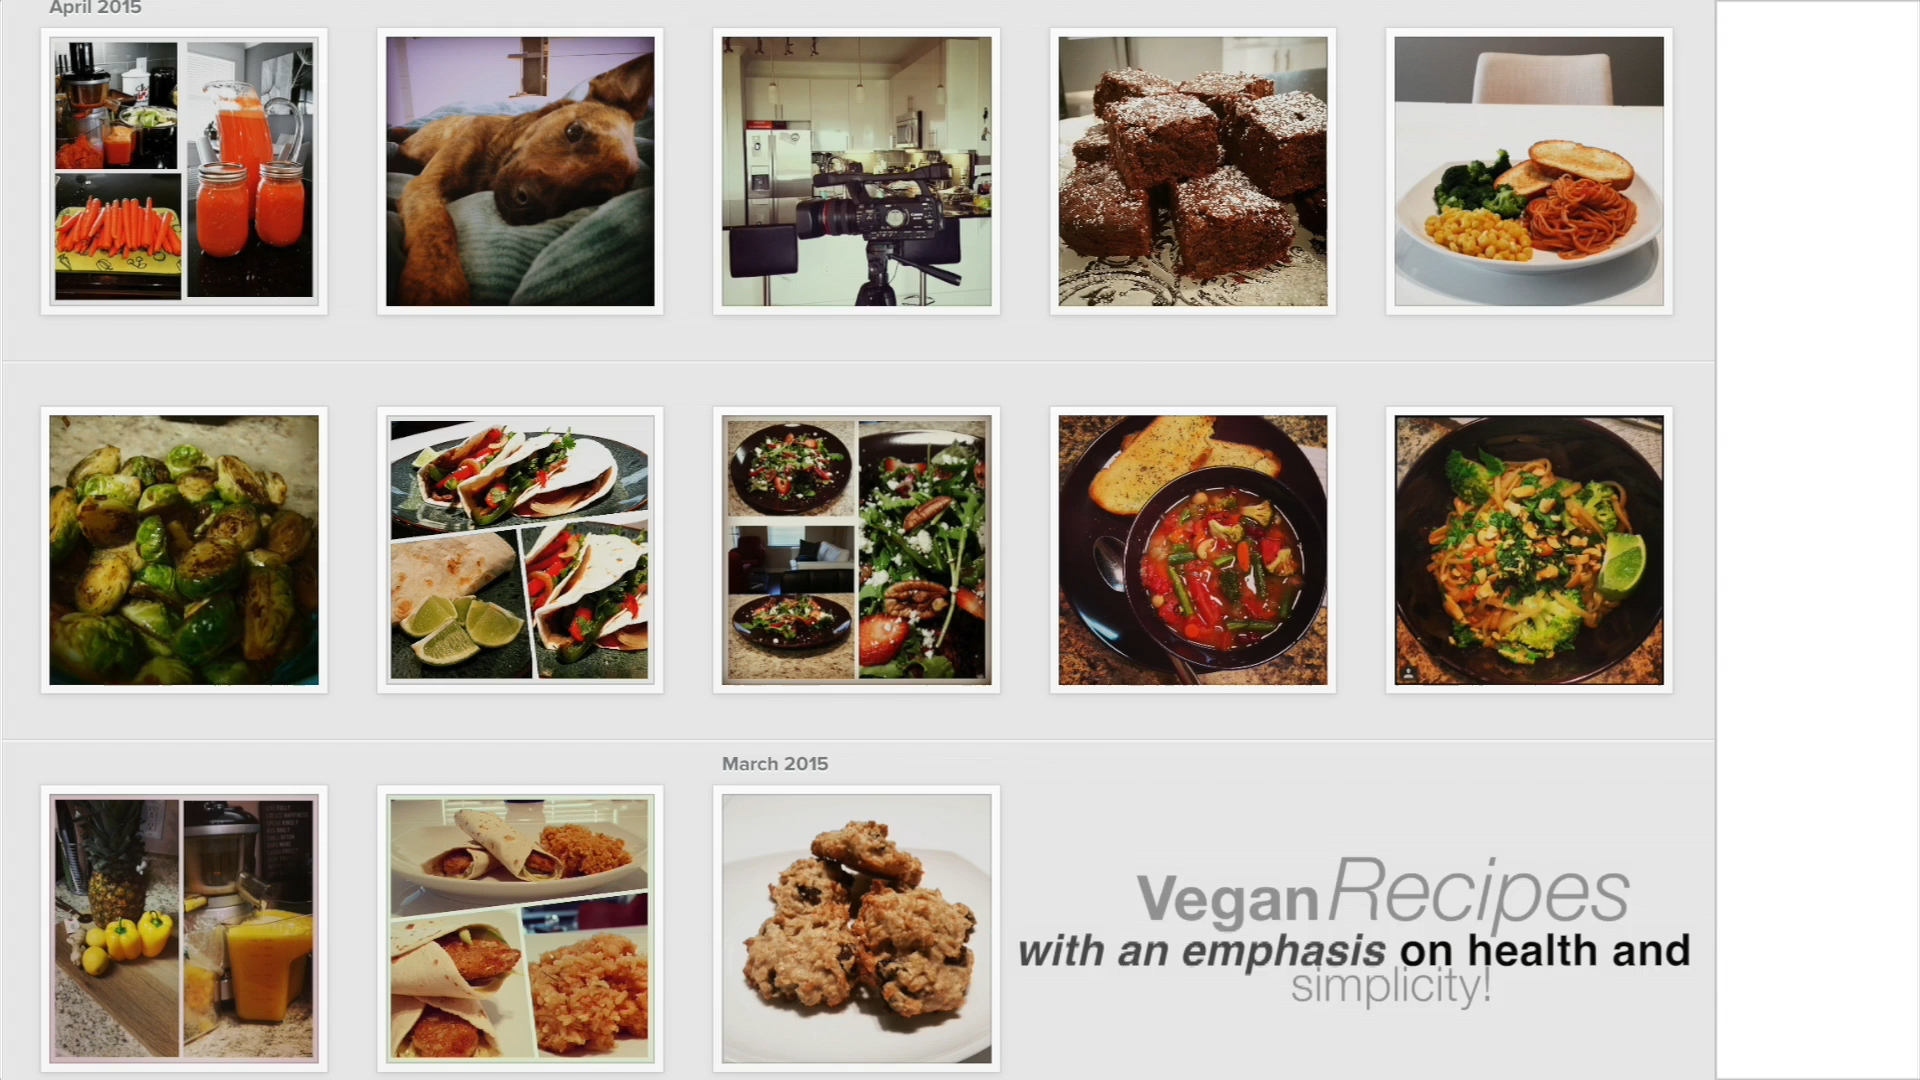 April 2015
March 2015
Vegan Recipes
with an emphasis on health and
simplicity!